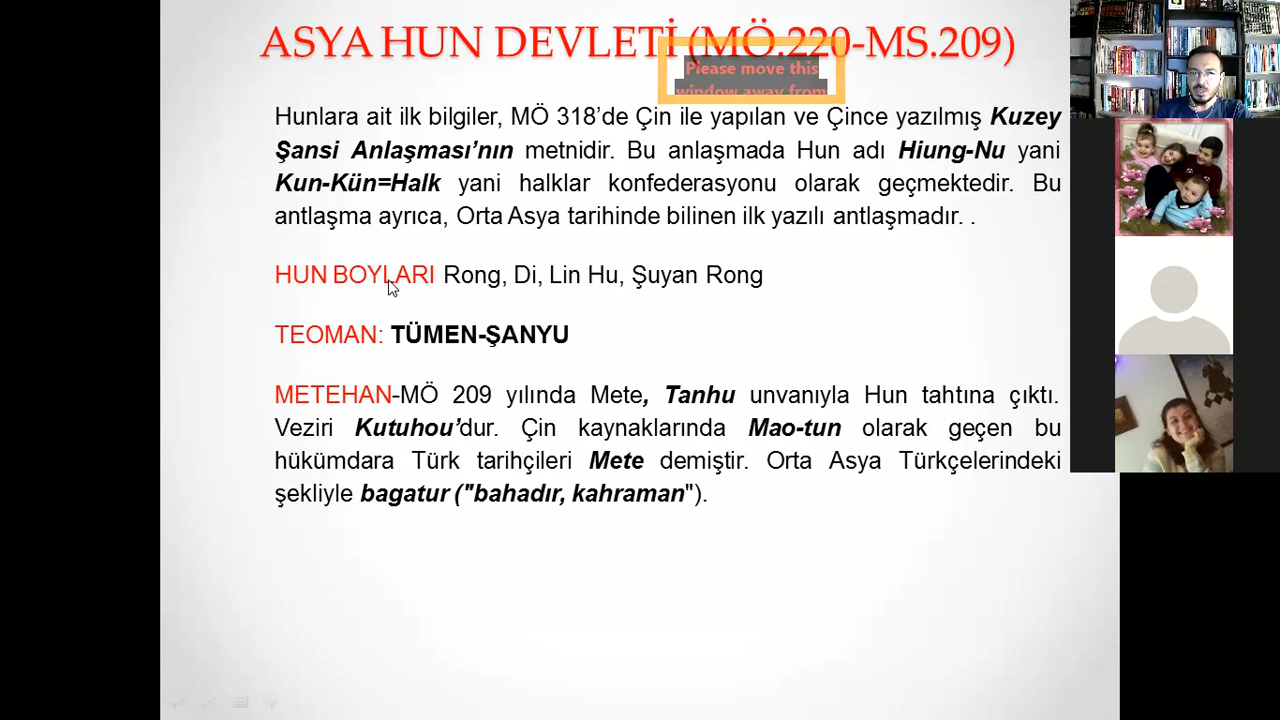 ASYA HUN DEVLETİ (MÖ.220-MS.209)
Please move this
window away from
Hunlara ait ilk bilgiler, MÖ 318’de Çin ile yapılan ve Çince yazılmış Kuzey
Şansi Anlaşması’nın metnidir. Bu anlaşmada Hun adı Hiung-Nu yani
Kun-Kün=Halk yani halklar konfederasyonu olarak geçmektedir. Bu
antlaşma ayrıca, Orta Asya tarihinde bilinen ilk yazılı antlaşmadır. .
HUN BOYLARI Rong, Di, Lin Hu, Şuyan Rong
TEOMAN: TÜMEN-ŞANYU
METEHAN-MÖ 209 yılında Mete, Tanhu unvanıyla Hun tahtına çıktı.
Veziri Kutuhou’dur. Çin kaynaklarında Mao-tun olarak geçen bu
hükümdara Türk tarihçileri Mete demiştir. Orta Asya Türkçelerindeki
şekliyle bagatur ("bahadır, kahraman").